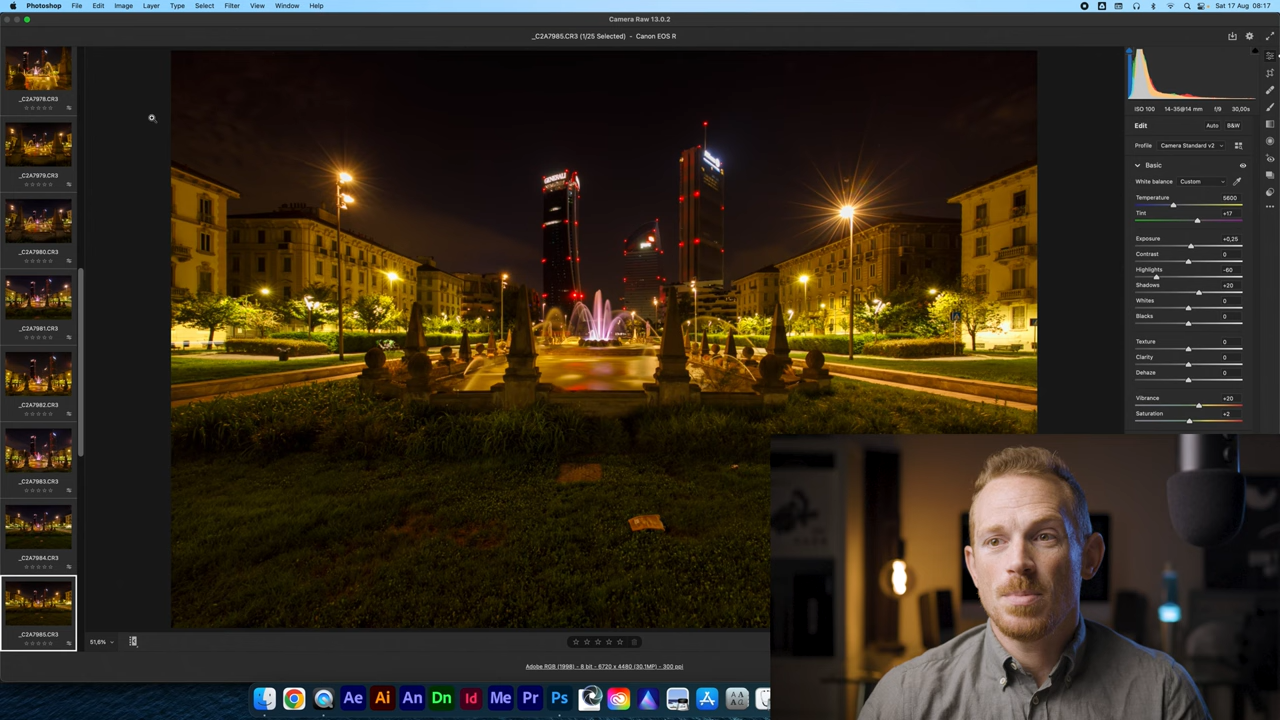 Photoshop File Edit Image Layer Type Select Filter View Window Help
Sat 17 Aug 08:17
Camera Raw 13.0.2
_C2A7985.CR3 (1/25 Selected) - Canon EOS R
_C2A7978.CR3
_C2A7979.CR3
_C2A7980.CR3
_C2A7981.CR3
_C2A7982.CR3
_C2A7983.CR3
_C2A7984.CR3
_C2A7985.CR3
GENERALI
ISO 100 14-35@14 mm f/9 30,00s
Edit Auto B&W
Profile Camera Standard v2
Basic
White balance Custom
Temperature 5600
Tint +17
Exposure +0,25
Contrast 0
Highlights -60
Shadows +20
Whites 0
Blacks 0
Texture 0
Clarity 0
Dehaze 0
Vibrance +20
Saturation +2
51,6%
Adobe RGB (1998) - 8 bit - 6720 x 4480 (30.1MP) - 300 ppi
Ae Ai An Dn Id Me Pr Ps